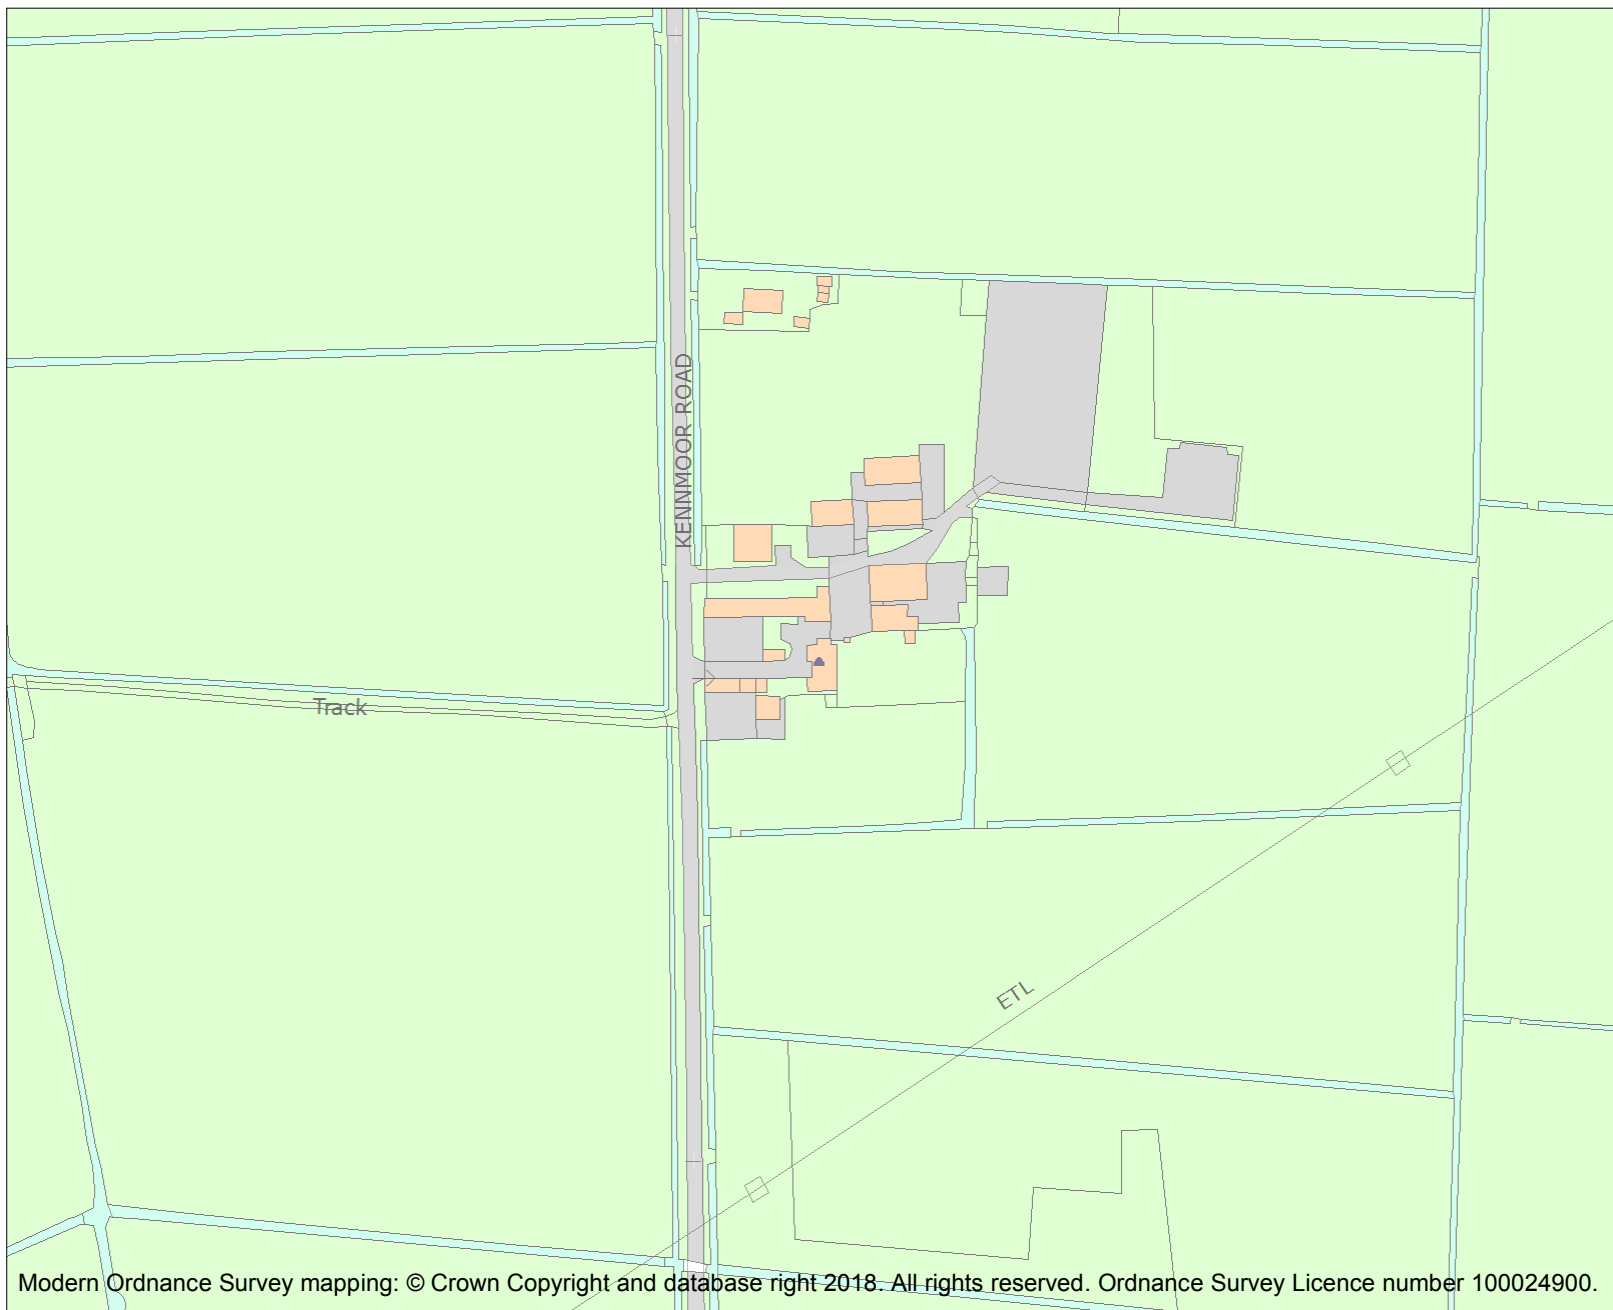 KENNMOOR ROAD
Track
ETL
Modern Ordnance Survey mapping: © Crown Copyright and database right 2018. All rights reserved. Ordnance Survey Licence number 100024900.